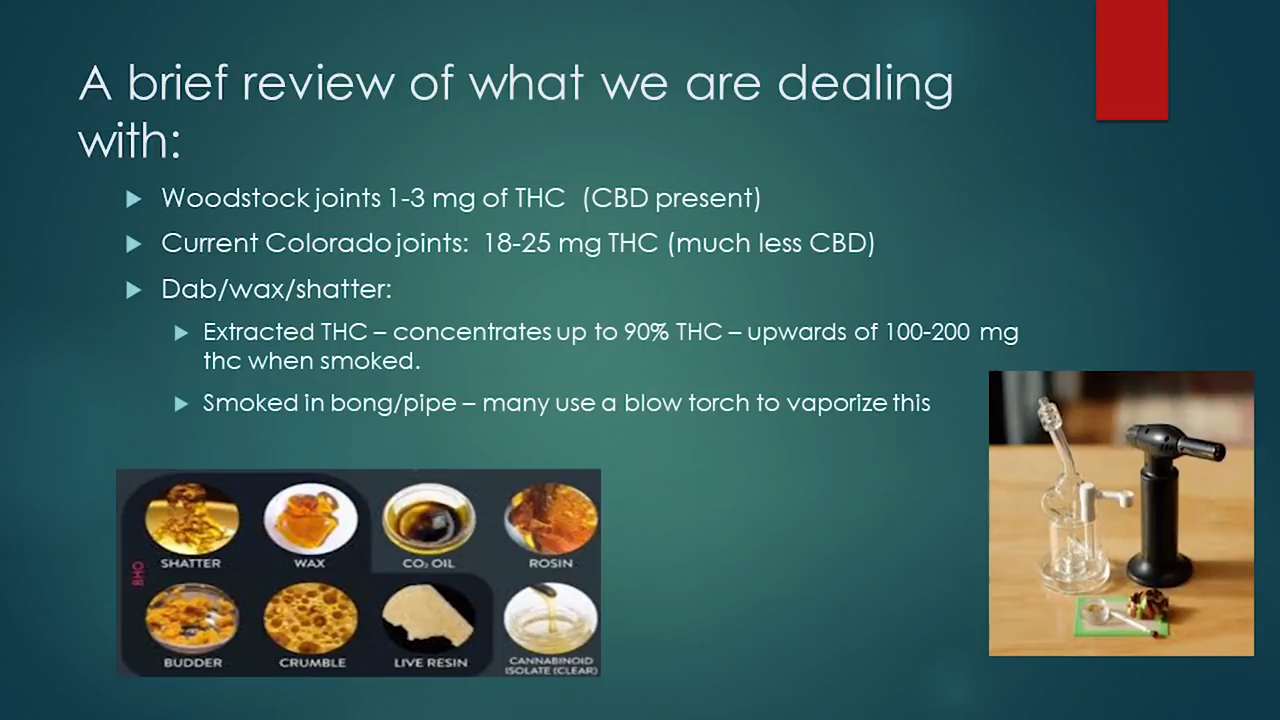 A brief review of what we are dealing
with:
Woodstock joints 1-3 mg of THC (CBD present)
Current Colorado joints: 18-25 mg THC (much less CBD)
Dab/wax/shatter:
Extracted THC – concentrates up to 90% THC – upwards of 100-200 mg
thc when smoked.
Smoked in bong/pipe – many use a blow torch to vaporize this
BHO
SHATTER
WAX
CO₂ OIL
ROSIN
BUDDER
CRUMBLE
LIVE RESIN
CANNABINOID
ISOLATE (CLEAR)